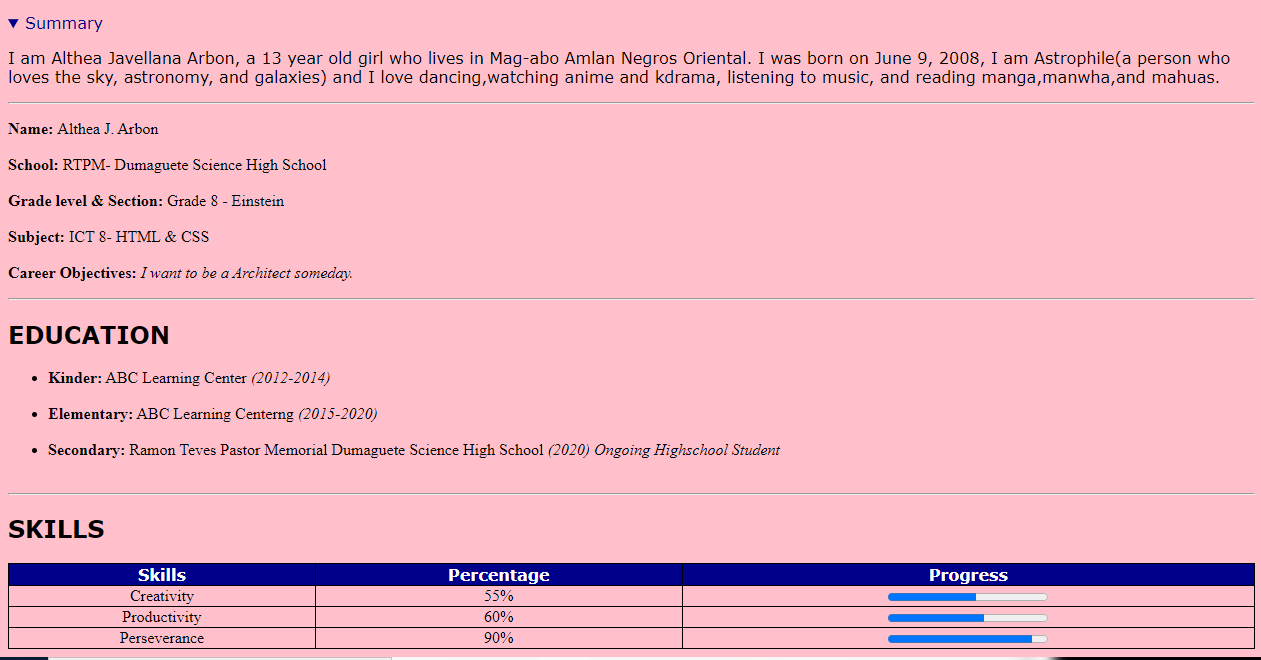 ▼ Summary
I am Althea Javellana Arbon, a 13 year old girl who lives in Mag-abo Amlan Negros Oriental. I was born on June 9, 2008, I am Astrophile(a person who
loves the sky, astronomy, and galaxies) and I love dancing,watching anime and kdrama, listening to music, and reading manga,manwha,and mahuas.
Name: Althea J. Arbon
School: RTPM- Dumaguete Science High School
Grade level & Section: Grade 8 - Einstein
Subject: ICT 8- HTML & CSS
Career Objectives: I want to be a Architect someday.
EDUCATION
• Kinder: ABC Learning Center (2012-2014)
• Elementary: ABC Learning Centerng (2015-2020)
• Secondary: Ramon Teves Pastor Memorial Dumaguete Science High School (2020) Ongoing Highschool Student
SKILLS
Skills Percentage Progress
Creativity 55%
Productivity 60%
Perseverance 90%